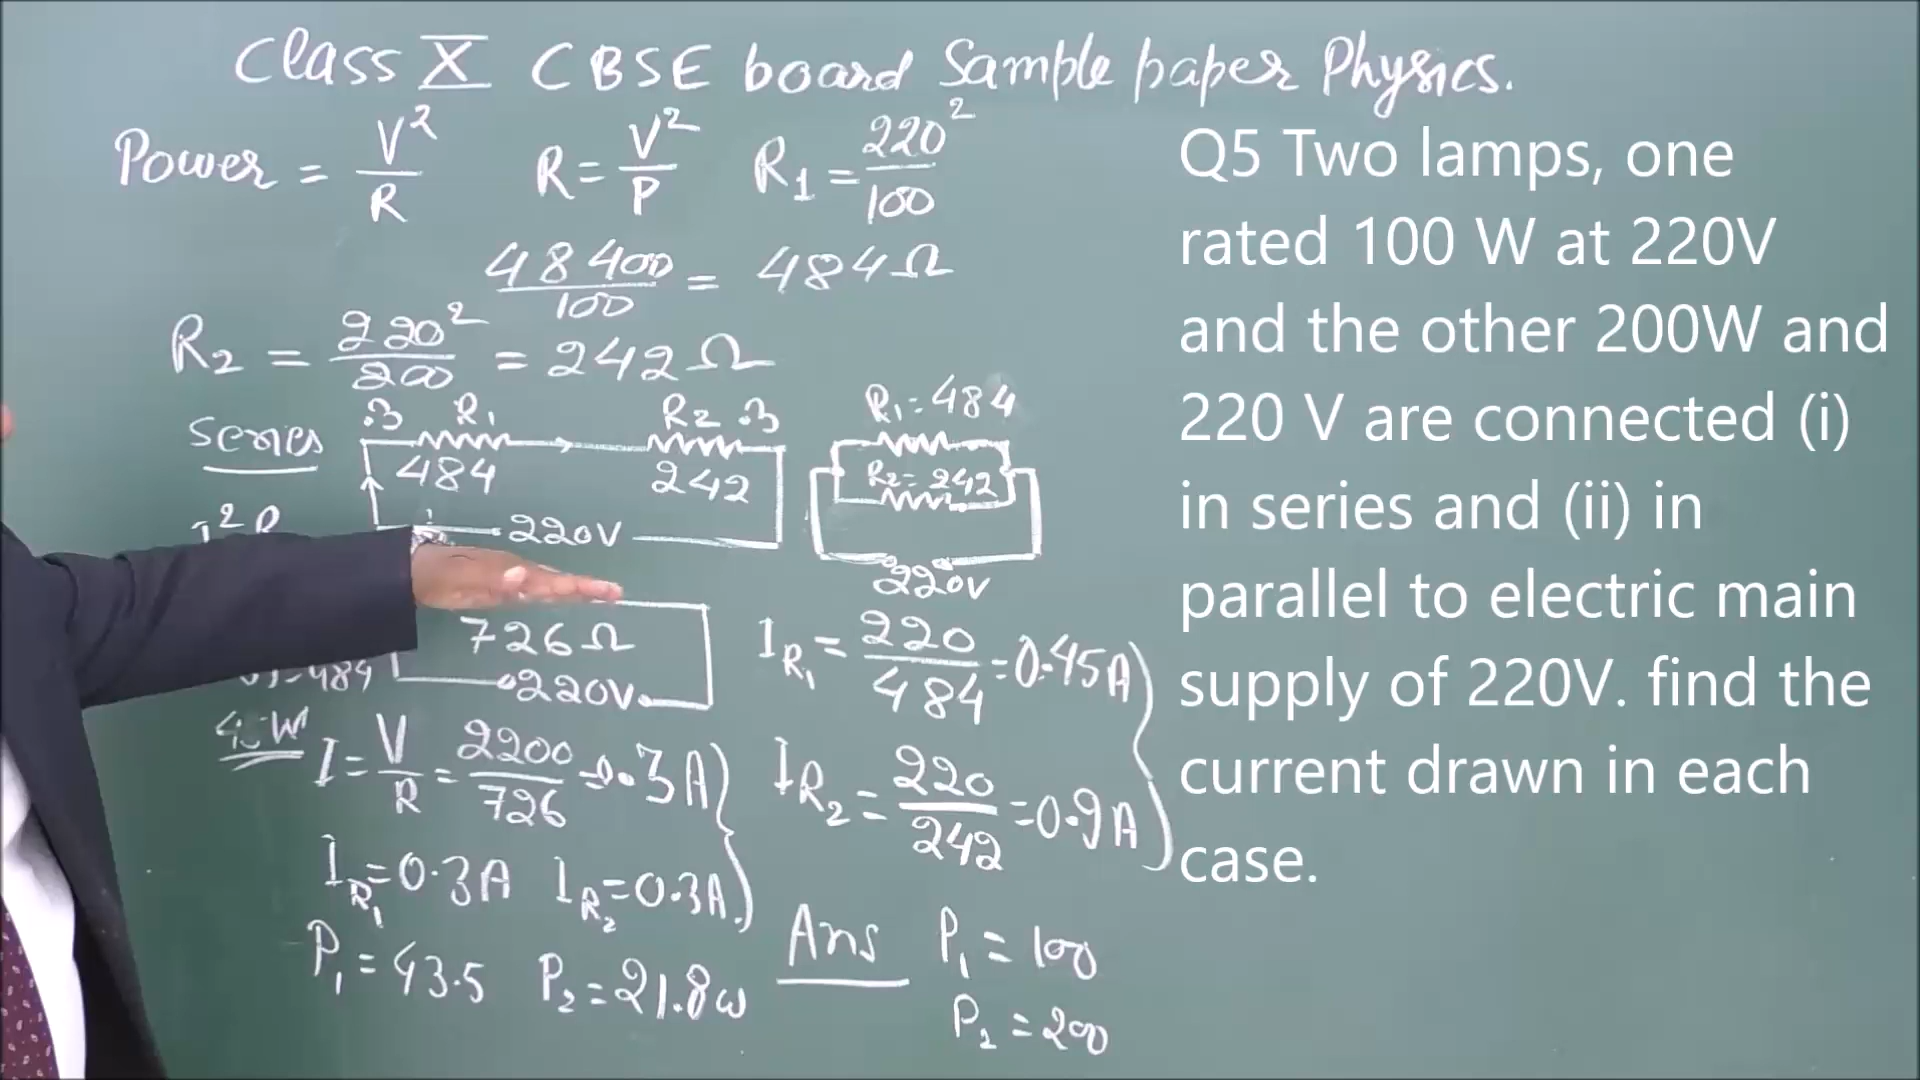 Class X CBSE board Sample paper Physics.
Power = V²/R R = V²/P R₁ = 220²/100
48400/100 = 484Ω
R₂ = 220²/200 = 242Ω
Series .3 R₁ R₂ .3
484 242
220V
R₁=484
R₂=242
220V
726Ω
220V
484
I = V/R = 2200/726 = 0.3A
I_R₁ = 0.3A I_R₂ = 0.3A
P₁ = 43.5 P₂ = 21.8w
I_R₁ = 220/484 = 0.45A
I_R₂ = 220/242 = 0.9A
Ans P₁ = 100
P₂ = 200
Q5 Two lamps, one
rated 100 W at 220V
and the other 200W and
220 V are connected (i)
in series and (ii) in
parallel to electric main
supply of 220V. find the
current drawn in each
case.